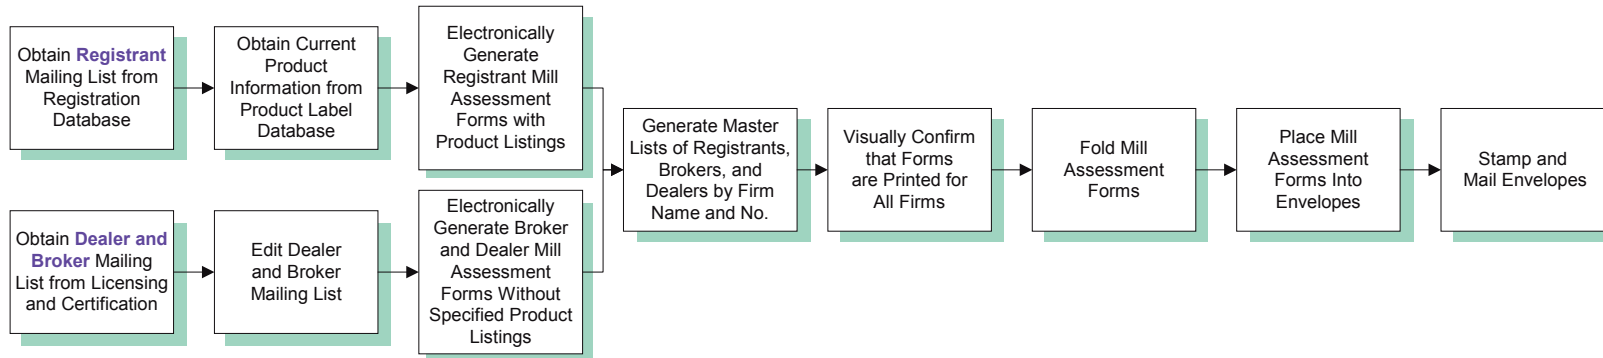 Obtain Registrant
Mailing List from
Registration
Database
Obtain Current
Product
Information from
Product Label
Database
Electronically
Generate
Registrant Mill
Assessment
Forms with
Product Listings
Obtain Dealer and
Broker Mailing
List from Licensing
and Certification
Edit Dealer
and Broker
Mailing List
Electronically
Generate Broker
and Dealer Mill
Assessment
Forms Without
Specified Product
Listings
Generate Master
Lists of Registrants,
Brokers, and
Dealers by Firm
Name and No.
Visually Confirm
that Forms
are Printed for
All Firms
Fold Mill
Assessment
Forms
Place Mill
Assessment
Forms Into
Envelopes
Stamp and
Mail Envelopes